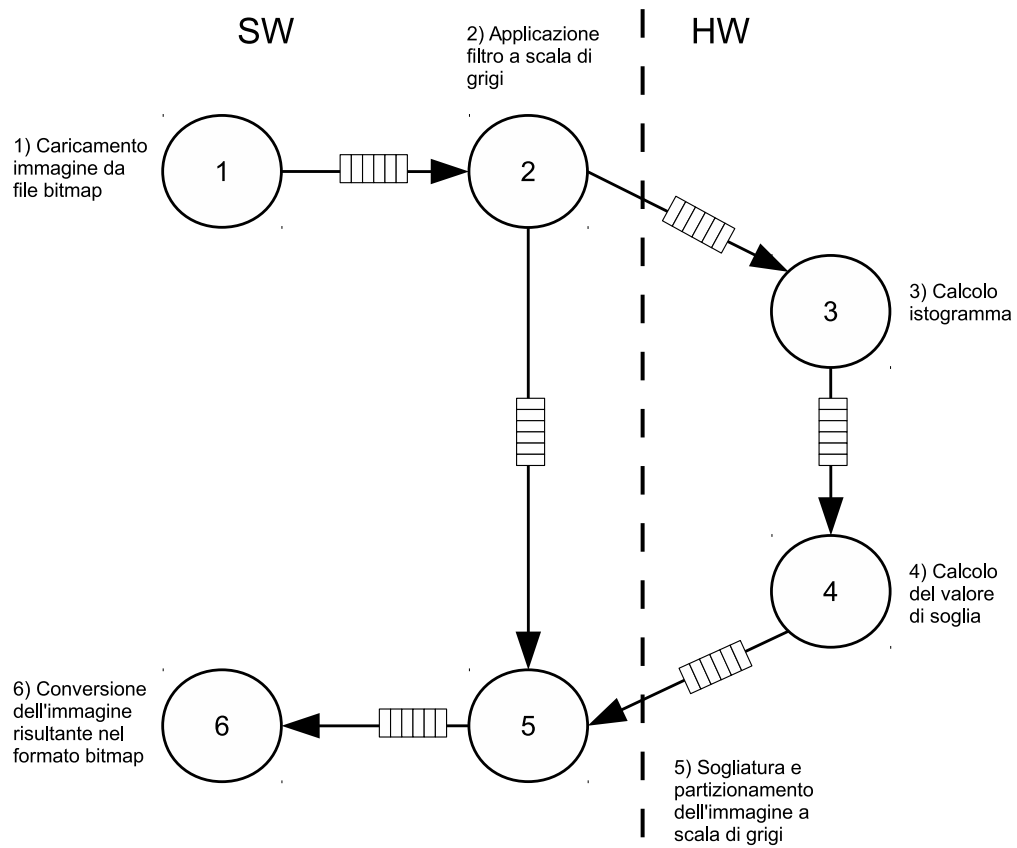 SW
HW
2) Applicazione
filtro a scala di
grigi
1) Caricamento
immagine da
file bitmap
1
2
3
3) Calcolo
istogramma
4
4) Calcolo
del valore
di soglia
6) Conversione
dell'immagine
risultante nel
formato bitmap
6
5
5) Sogliatura e
partizionamento
dell'immagine a
scala di grigi